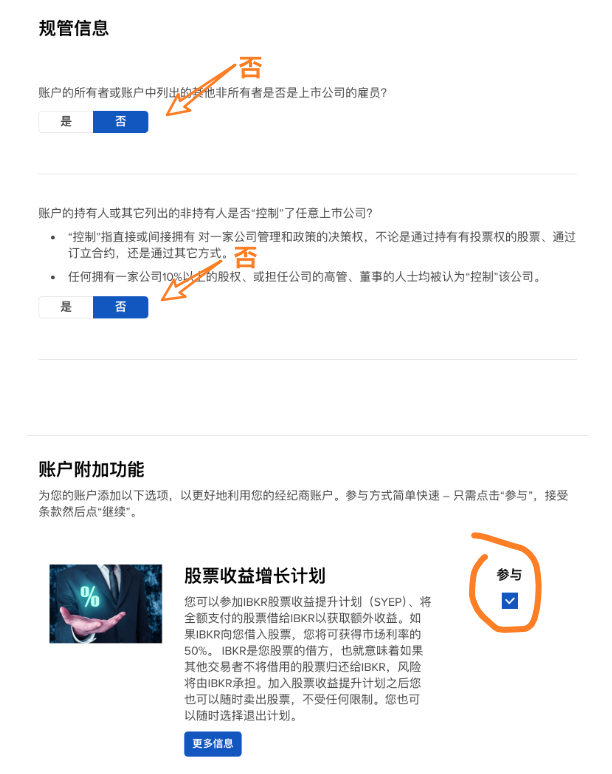 规管信息
否
账户的所有者或账户中列出的其他非所有者是否是上市公司的雇员?
是 否
账户的持有人或其它列出的非持有人是否“控制”了任意上市公司?
• “控制”指直接或间接拥有 对一家公司管理和政策的决策权，不论是通过持有有投票权的股票、通过
订立合约，还是通过其它方式。
否
• 任何拥有一家公司10%以上的股权、或担任公司的高管、董事的人士均被认为“控制”该公司。
是 否
账户附加功能
为您的账户添加以下选项，以更好地利用您的经纪商账户。参与方式简单快速 – 只需点击“参与”，接受
条款然后点“继续”。
%
股票收益增长计划
参与
您可以参加IBKR股票收益提升计划（SYEP）、将
全额支付的股票借给IBKR以获取额外收益。如
果IBKR向您借入股票，您将可获得市场利率的
50%。 IBKR是您股票的借方，也就意味着如果
其他交易者不将借用的股票归还给IBKR，风险
将由IBKR承担。加入股票收益提升计划之后您
也可以随时卖出股票，不受任何限制。您也可
以随时选择退出计划。
更多信息